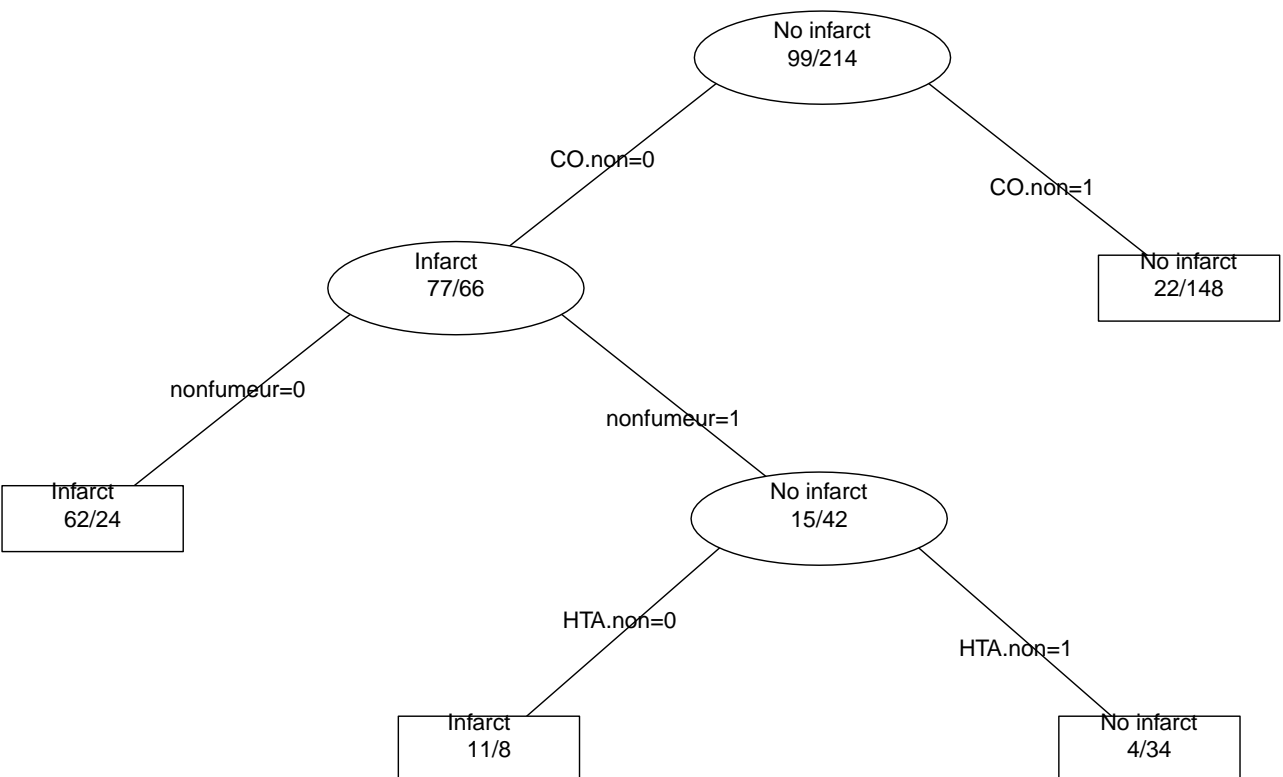 No infarct
99/214
CO.non=0
CO.non=1
Infarct
77/66
No infarct
22/148
nonfumeur=0
nonfumeur=1
Infarct
62/24
No infarct
15/42
HTA.non=0
HTA.non=1
Infarct
11/8
No infarct
4/34